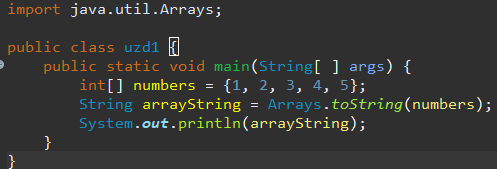 import java.util.Arrays;
public class uzd1 {
public static void main(String[ ] args) {
int[] numbers = {1, 2, 3, 4, 5};
String arrayString = Arrays.toString(numbers);
System.out.println(arrayString);
}
}